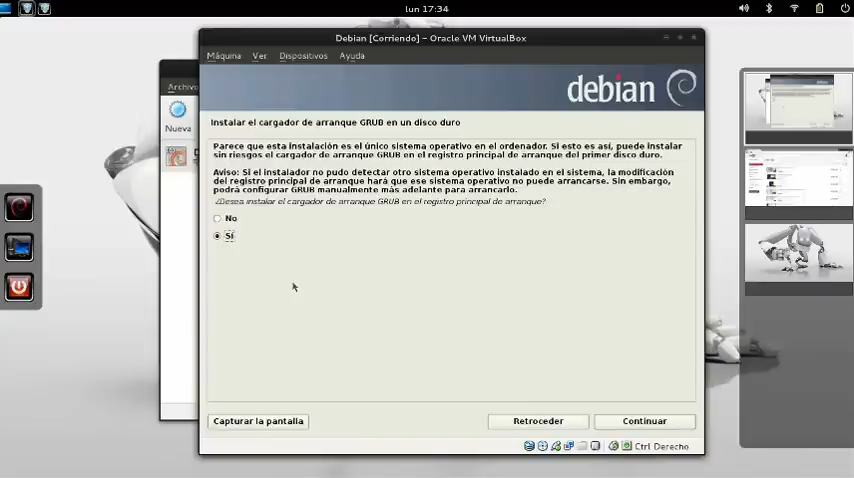 lun 17:34
Debian [Corriendo] – Oracle VM VirtualBox
Máquina Ver Dispositivos Ayuda
debian
Archivo
Nueva
Instalar el cargador de arranque GRUB en un disco duro
Parece que esta instalación es el único sistema operativo en el ordenador. Si esto es así, puede instalar
sin riesgos el cargador de arranque GRUB en el registro principal de arranque del primer disco duro.
Aviso: Si el instalador no pudo detectar otro sistema operativo instalado en el sistema, la modificación
del registro principal de arranque hará que ese sistema operativo no puede arrancarse. Sin embargo,
podrá configurar GRUB manualmente más adelante para arrancarlo.
¿Desea instalar el cargador de arranque GRUB en el registro principal de arranque?
No
Sí
Capturar la pantalla
Retroceder
Continuar
Ctrl Derecho